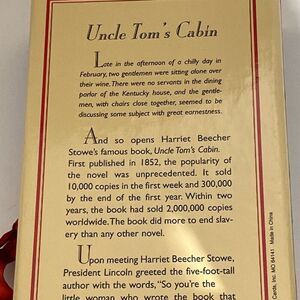 Uncle Tom's Cabin
Late in the afternoon of a chilly day in
February, two gentlemen were sitting alone over
their wine. There were no servants in the dining
parlor of the Kentucky house, and the gentle-
men, with chairs close together, seemed to be
discussing some subject with great earnestness.
And so opens Harriet Beecher
Stowe's famous book, Uncle Tom's Cabin.
First published in 1852, the popularity of
the novel was unprecedented. It sold
10,000 copies in the first week and 300,000
by the end of the first year. Within two
years, the book had sold 2,000,000 copies
worldwide. The book did more to end slav-
ery than any other novel.
Upon meeting Harriet Beecher Stowe,
President Lincoln greeted the five-foot-tall
author with the words, "So you're the
little woman who wrote the book that
Cards, Inc. MO 64141 Made in China